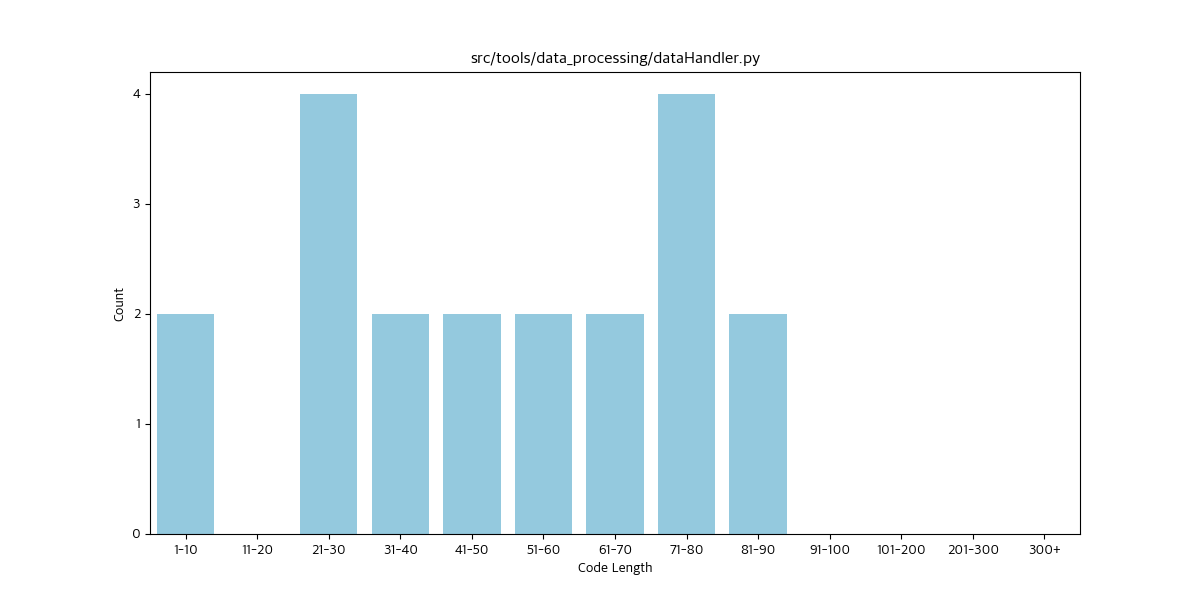 src/tools/data_processing/dataHandler.py
4
3
2
1
0
Count
1-10 11-20 21-30 31-40 41-50 51-60 61-70 71-80 81-90 91-100 101-200 201-300 300+
Code Length